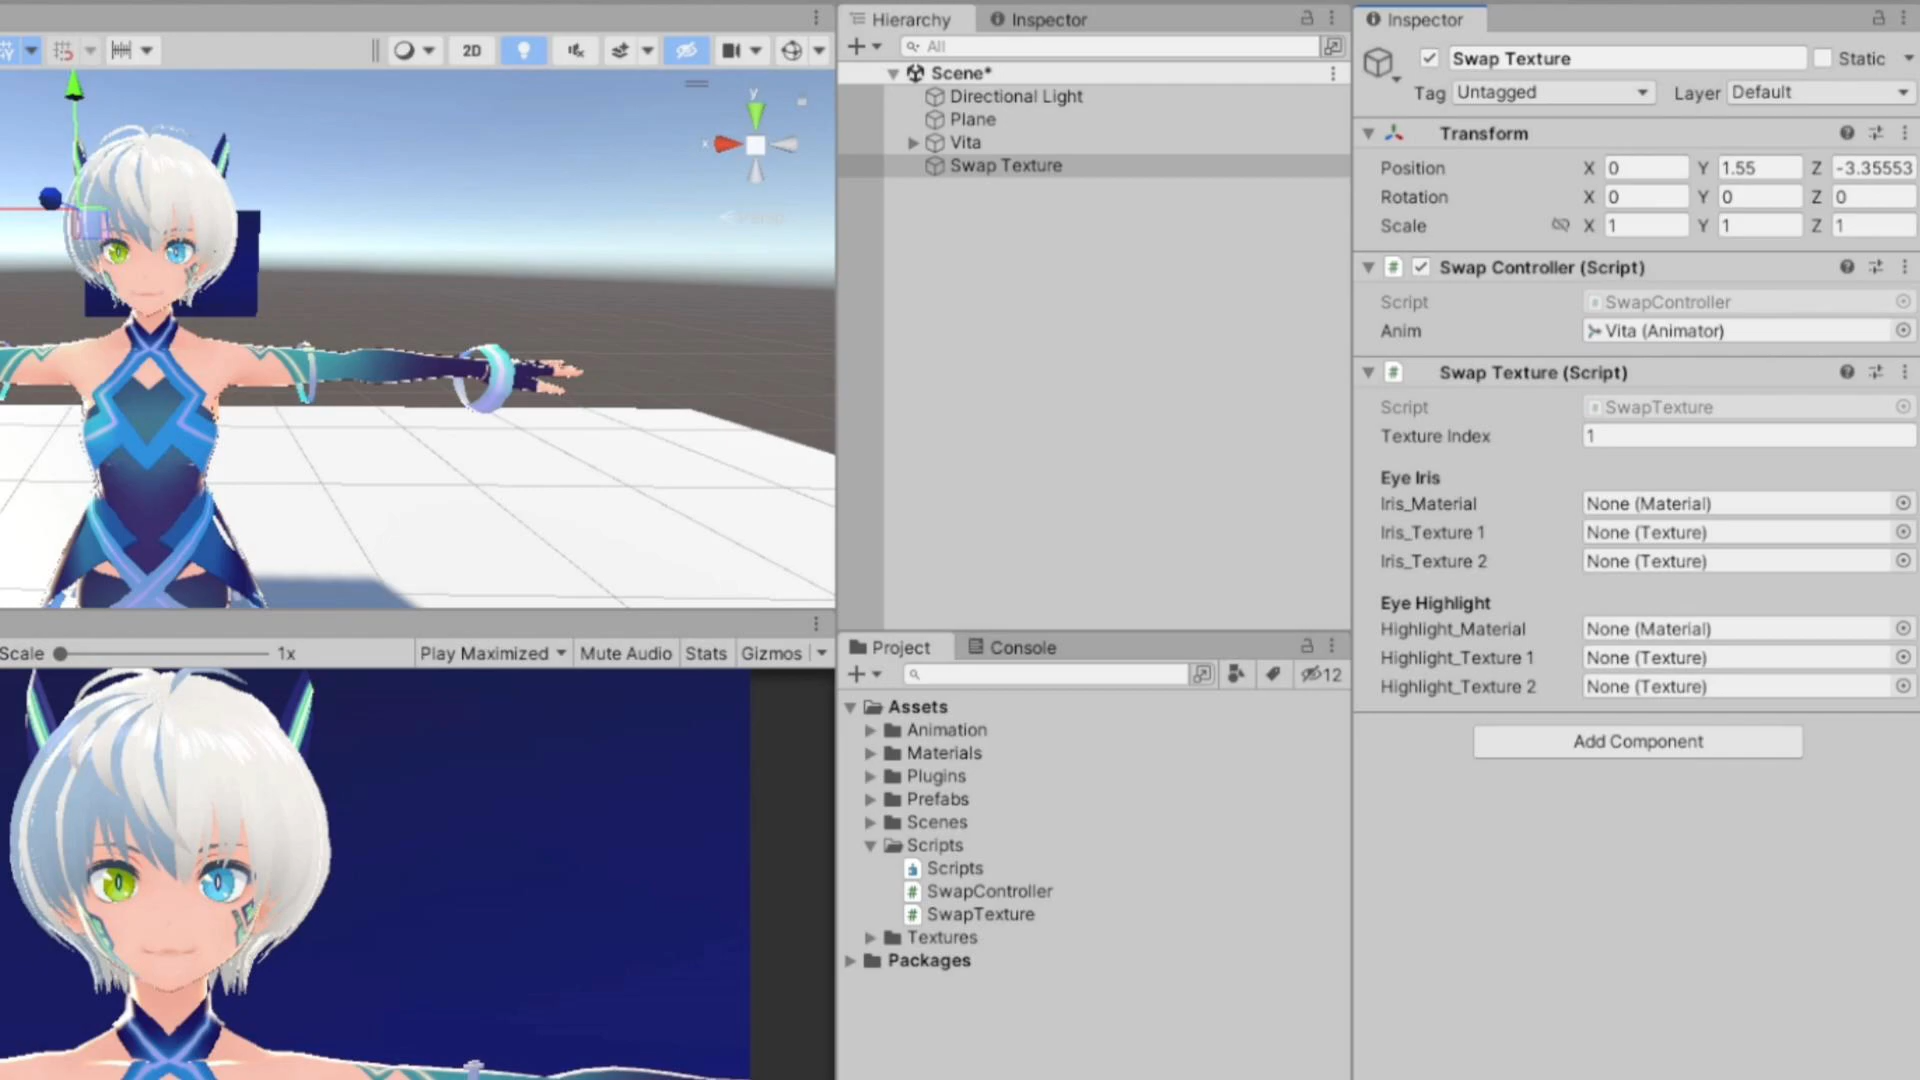 Hierarchy
Inspector
All
Scene*
Directional Light
Plane
Vita
Swap Texture
2D
y
x
Scale
1x
Play Maximized
Mute Audio
Stats
Gizmos
Project
Console
12
Assets
Animation
Materials
Plugins
Prefabs
Scenes
Scripts
Scripts
SwapController
SwapTexture
Textures
Packages
Inspector
Swap Texture
Static
Tag Untagged
Layer Default
Transform
Position X 0 Y 1.55 Z -3.35553
Rotation X 0 Y 0 Z 0
Scale X 1 Y 1 Z 1
# Swap Controller (Script)
Script # SwapController
Anim Vita (Animator)
# Swap Texture (Script)
Script # SwapTexture
Texture Index 1
Eye Iris
Iris_Material None (Material)
Iris_Texture 1 None (Texture)
Iris_Texture 2 None (Texture)
Eye Highlight
Highlight_Material None (Material)
Highlight_Texture 1 None (Texture)
Highlight_Texture 2 None (Texture)
Add Component